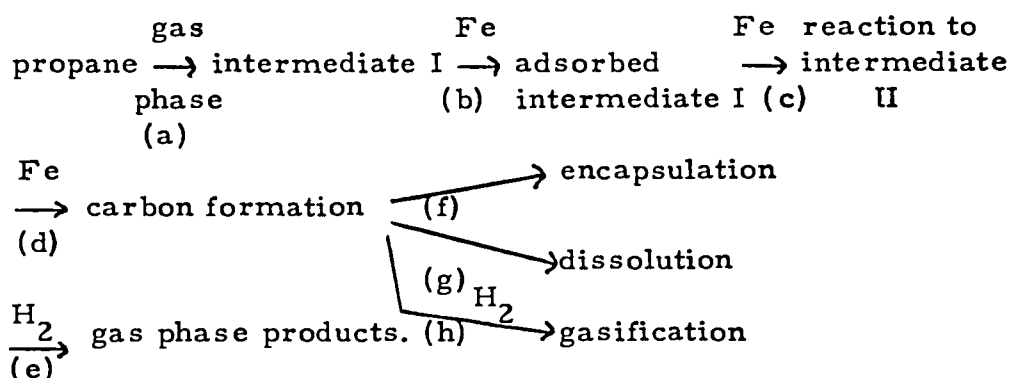 gas Fe Fe reaction to
propane → intermediate I → adsorbed → intermediate
phase (b) intermediate I (c) II
(a)
Fe → encapsulation
→ carbon formation (f)
(d)
→ dissolution
(g) H₂
H₂ → gas phase products. (h) → gasification
(e)